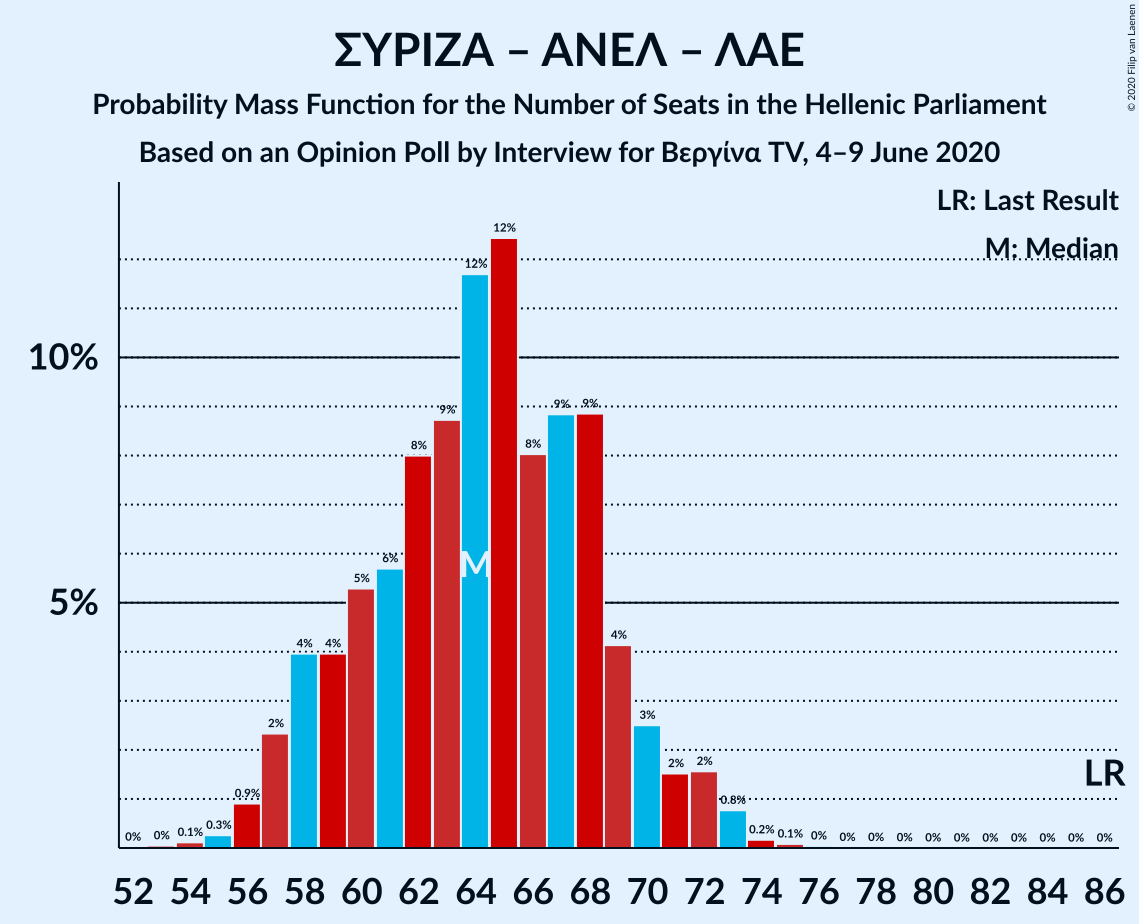 ΣΥΡΙΖΑ – ΑΝΕΛ – ΛΑΕ
Probability Mass Function for the Number of Seats in the Hellenic Parliament
Based on an Opinion Poll by Interview for Βεργίνα TV, 4–9 June 2020
© 2020 Filip van Laenen
LR: Last Result
M: Median
10%
5%
0% 0% 0.1% 0.3% 0.9% 2% 4% 4% 5% 6% 8% 9% 12% 12% 8% 9% 9% 4% 3% 2% 2% 0.8% 0.2% 0.1% 0% 0% 0% 0% 0% 0% 0% 0% 0% 0% 0%
M
LR
52 54 56 58 60 62 64 66 68 70 72 74 76 78 80 82 84 86